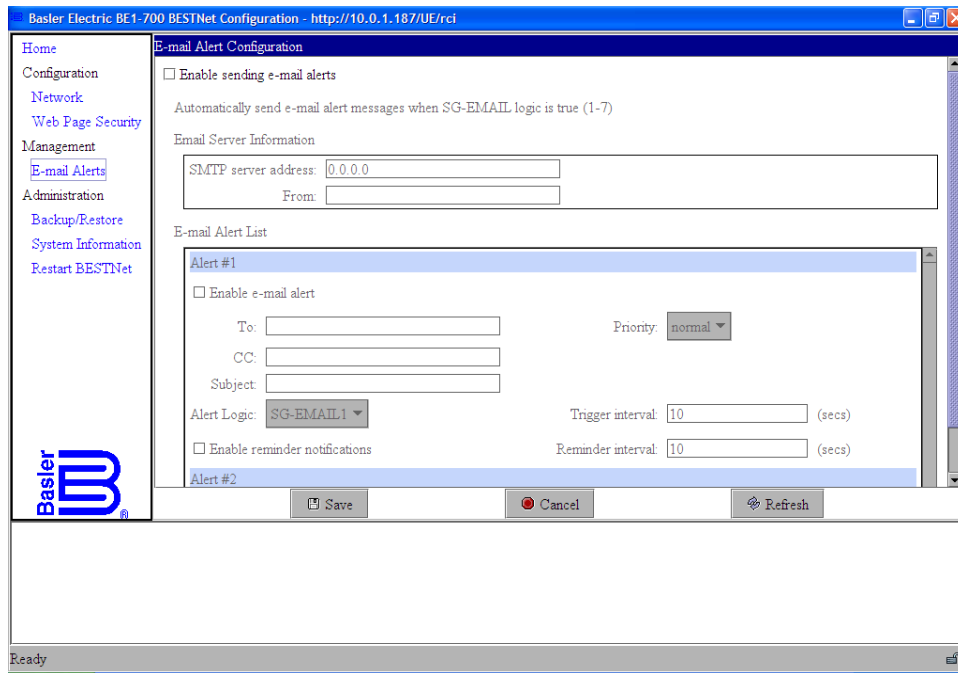 Basler Electric BE1-700 BESTNet Configuration - http://10.0.1.187/UE/rci
Home
Configuration
Network
Web Page Security
Management
E-mail Alerts
Administration
Backup/Restore
System Information
Restart BESTNet
Basler
®
E-mail Alert Configuration
Enable sending e-mail alerts
Automatically send e-mail alert messages when SG-EMAIL logic is true (1-7)
Email Server Information
SMTP server address: 0.0.0.0
From:
E-mail Alert List
Alert #1
Enable e-mail alert
To: Priority: normal
CC:
Subject:
Alert Logic: SG-EMAIL1 Trigger interval: 10 (secs)
Enable reminder notifications Reminder interval: 10 (secs)
Alert #2
Save Cancel Refresh
Ready